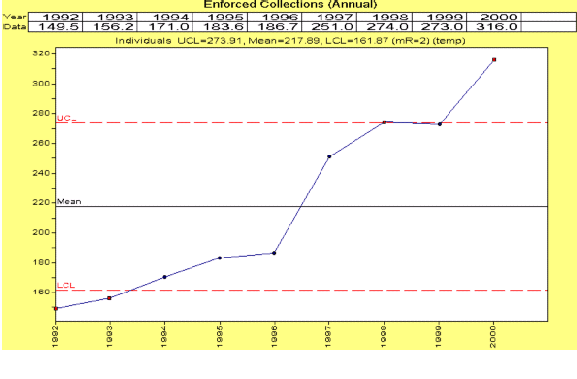 Enforced Collections (Annual)
Year 1992 1993 1994 1995 1996 1997 1998 1999 2000
Data 149.5 156.2 171.0 183.6 186.7 251.0 274.0 273.0 316.0
Individuals UCL=273.91, Mean=217.89, LCL=161.87 (mR=2) (temp)
320
300
280
UCL
260
240
220
Mean
200
180
LCL
160
1992 1993 1994 1995 1996 1997 1998 1999 2000